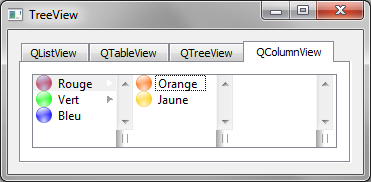 TreeView
QListView QTableView QTreeView QColumnView
Rouge Orange
Vert Jaune
Bleu